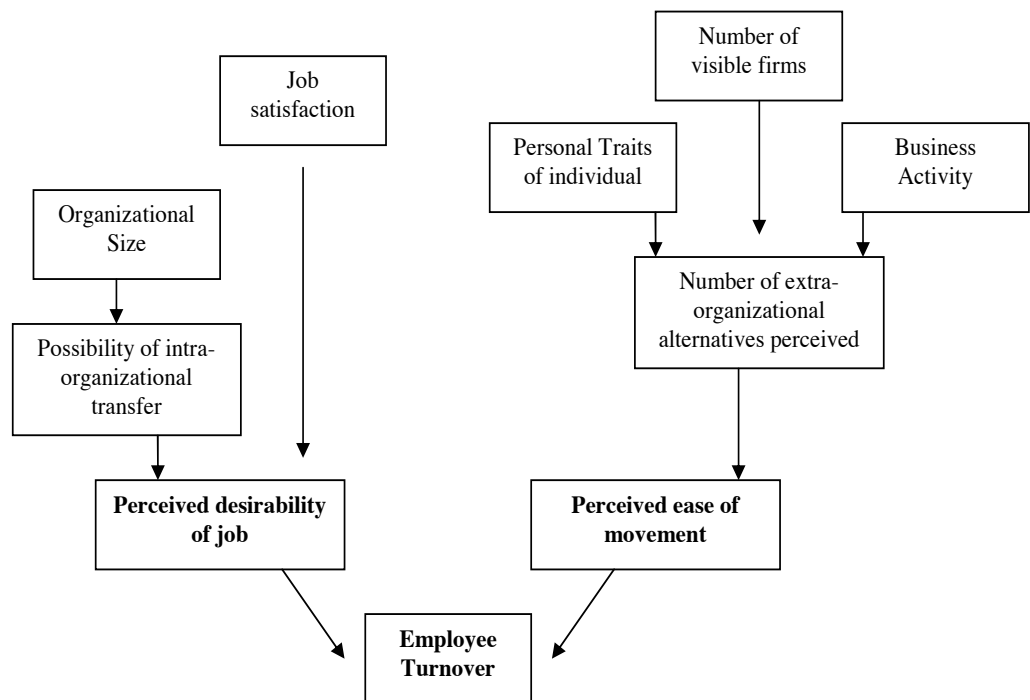 Number of
visible firms
Job
satisfaction
Personal Traits
of individual
Business
Activity
Organizational
Size
Number of extra-
organizational
alternatives perceived
Possibility of intra-
organizational
transfer
Perceived desirability
of job
Perceived ease of
movement
Employee
Turnover